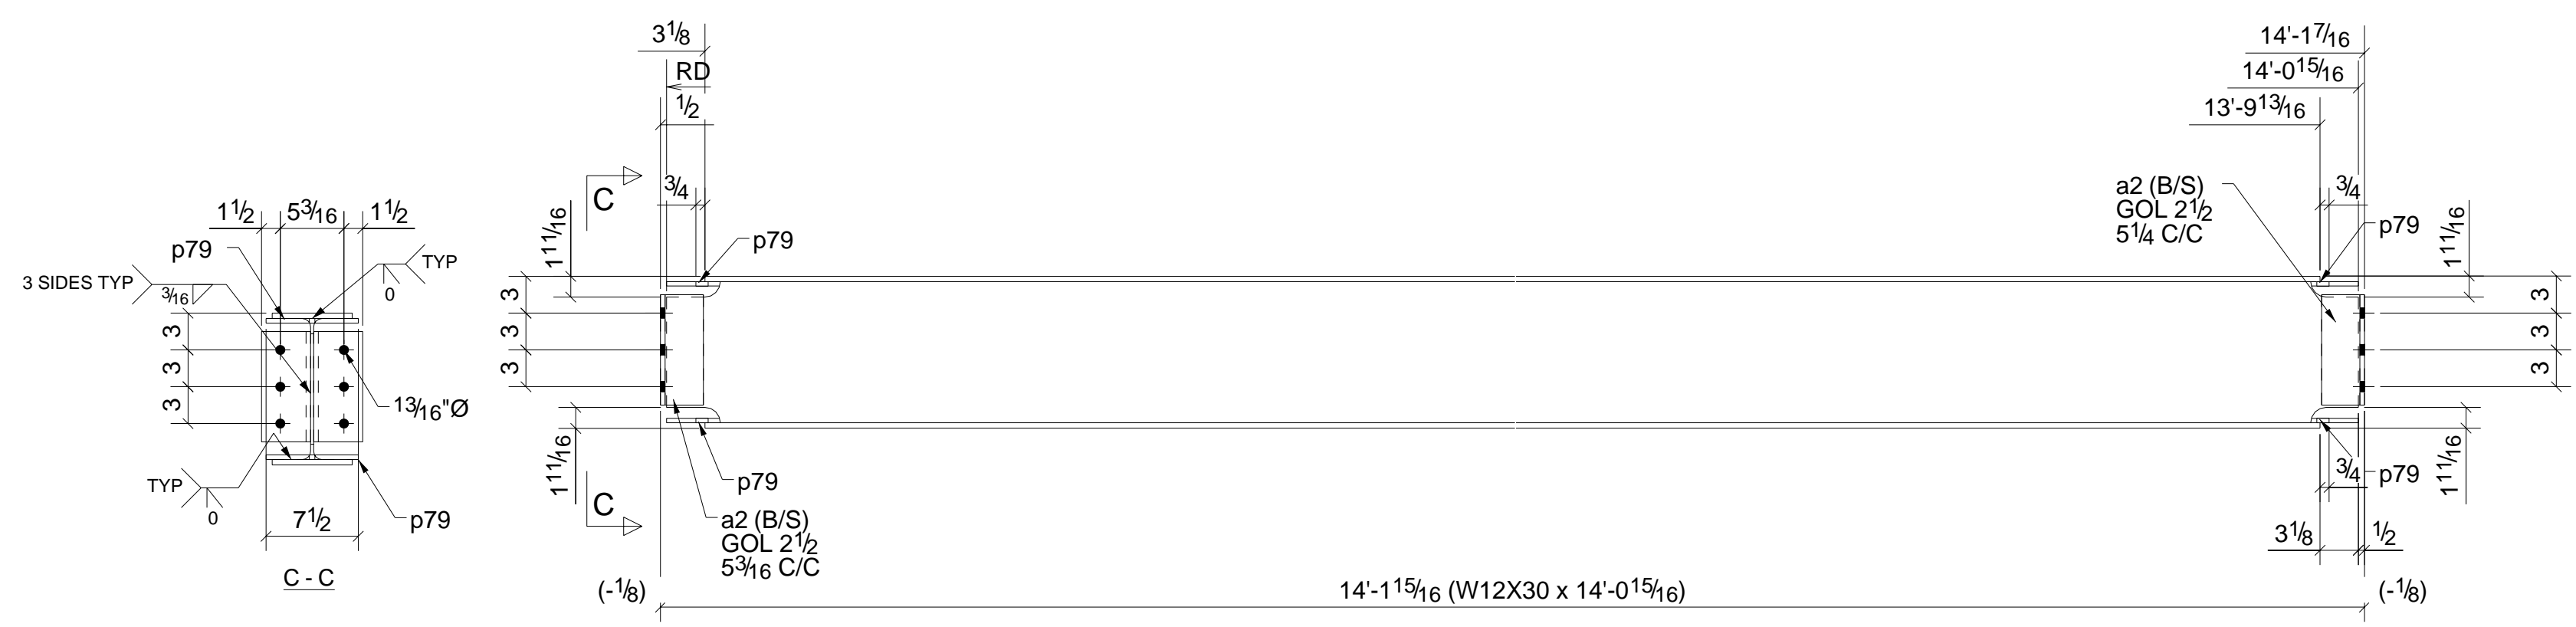 1 1/2
5 3/16
1 1/2
p79
TYP
0
3 SIDES TYP
3/16
3
3
3
13/16"Ø
TYP
0
7 1/2
p79
C - C
3 1/8
RD
1/2
C
3/4
1 11/16
p79
3
3
3
1 11/16
C
p79
a2 (B/S)
GOL 2 1/2
5 3/16 C/C
(-1/8)
14'-1 15/16 (W12X30 x 14'-0 15/16)
14'-1 7/16
14'-0 15/16
13'-9 13/16
a2 (B/S)
GOL 2 1/2
5 1/4 C/C
3/4
p79
1 11/16
3
3
3
3/4
p79
1 11/16
3 1/8
1/2
(-1/8)